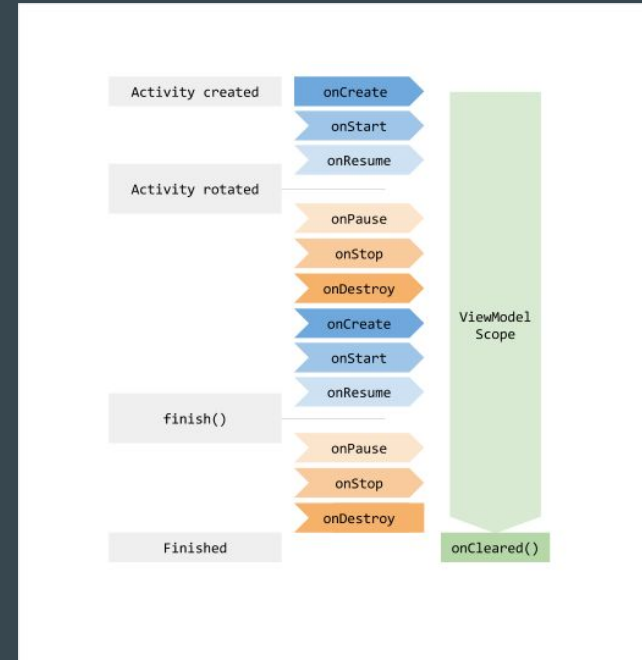 Activity created
onCreate
onStart
onResume
Activity rotated
onPause
onStop
onDestroy
onCreate
onStart
onResume
finish()
onPause
onStop
onDestroy
Finished
ViewModel
Scope
onCleared()